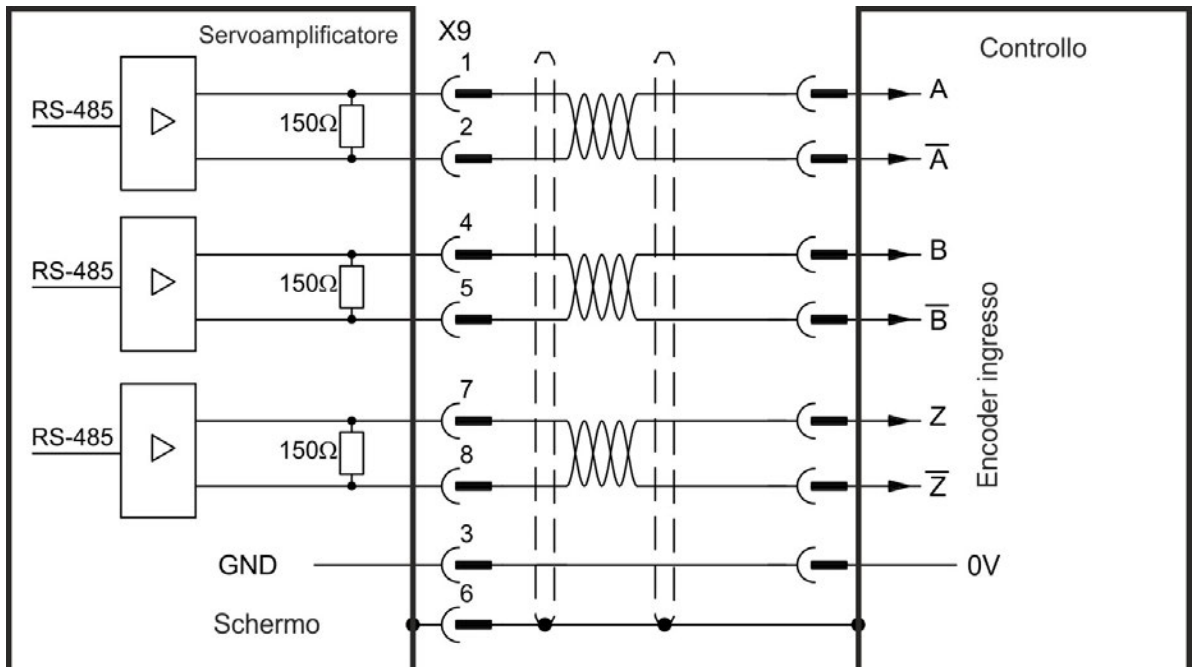 Servoamplificatore
X9
Controllo
1
RS-485
150Ω
A
2
A̅
4
RS-485
150Ω
B
5
B̅
Encoder ingresso
7
RS-485
150Ω
Z
8
Z̅
3
GND
0V
6
Schermo